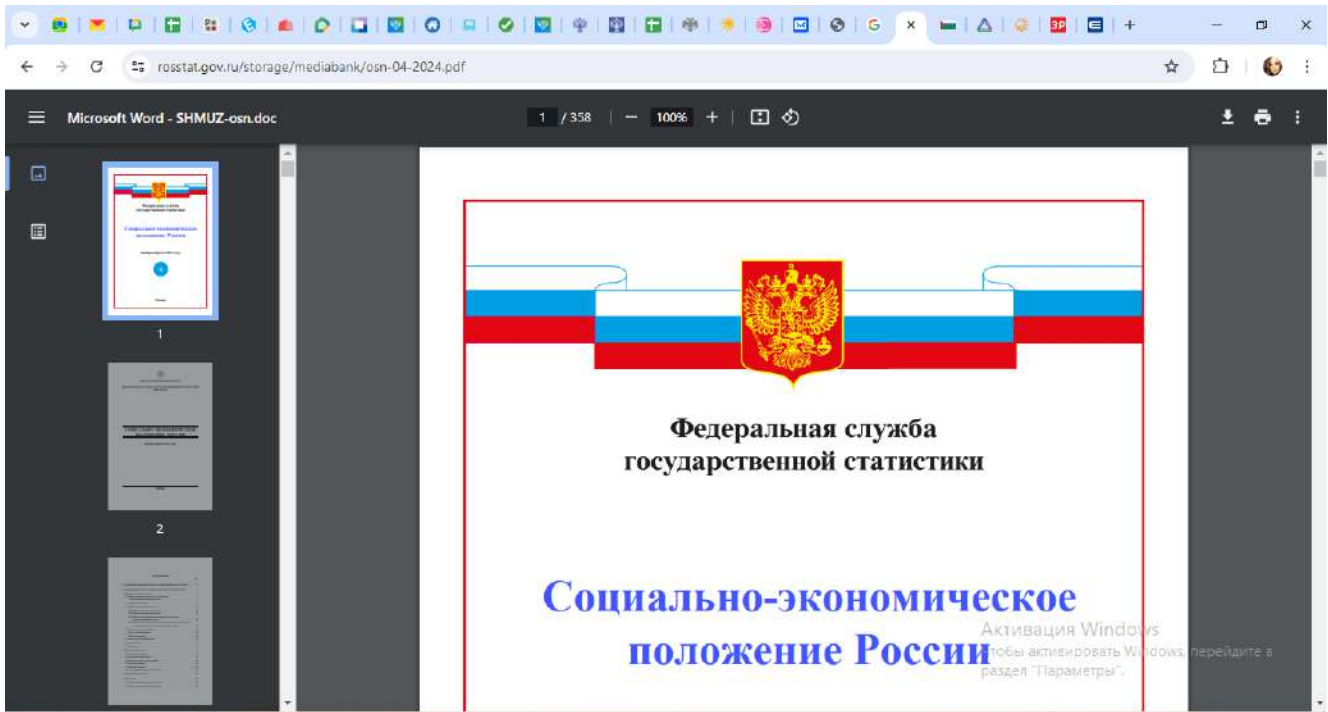 rosstat.gov.ru/storage/mediabank/osn-04-2024.pdf
Microsoft Word - SHMUZ-osn.doc
1 / 358
100%
1
2
Федеральная служба
государственной статистики
Социально-экономическое
положение России
Активация Windows
Чтобы активировать Windows, перейдите в
раздел "Параметры".